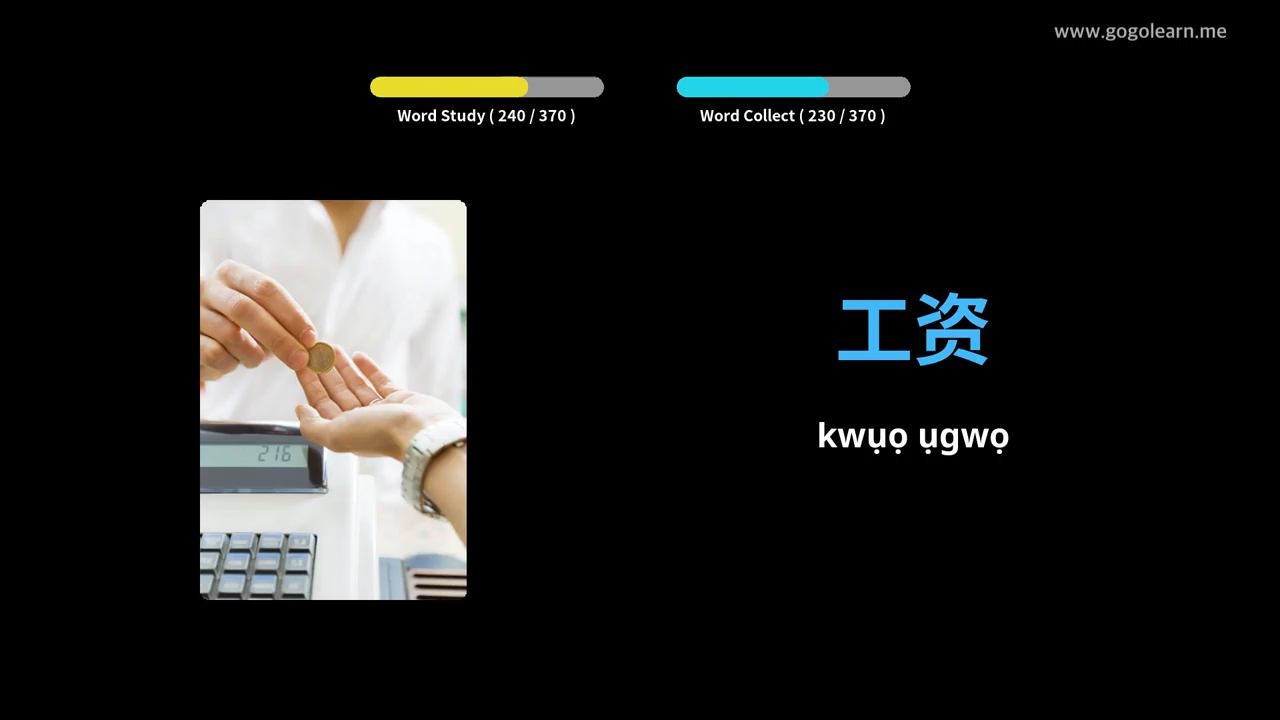 www.gogolearn.me
Word Study ( 240 / 370 )
Word Collect ( 230 / 370 )
工资
kwụọ ụgwọ
216